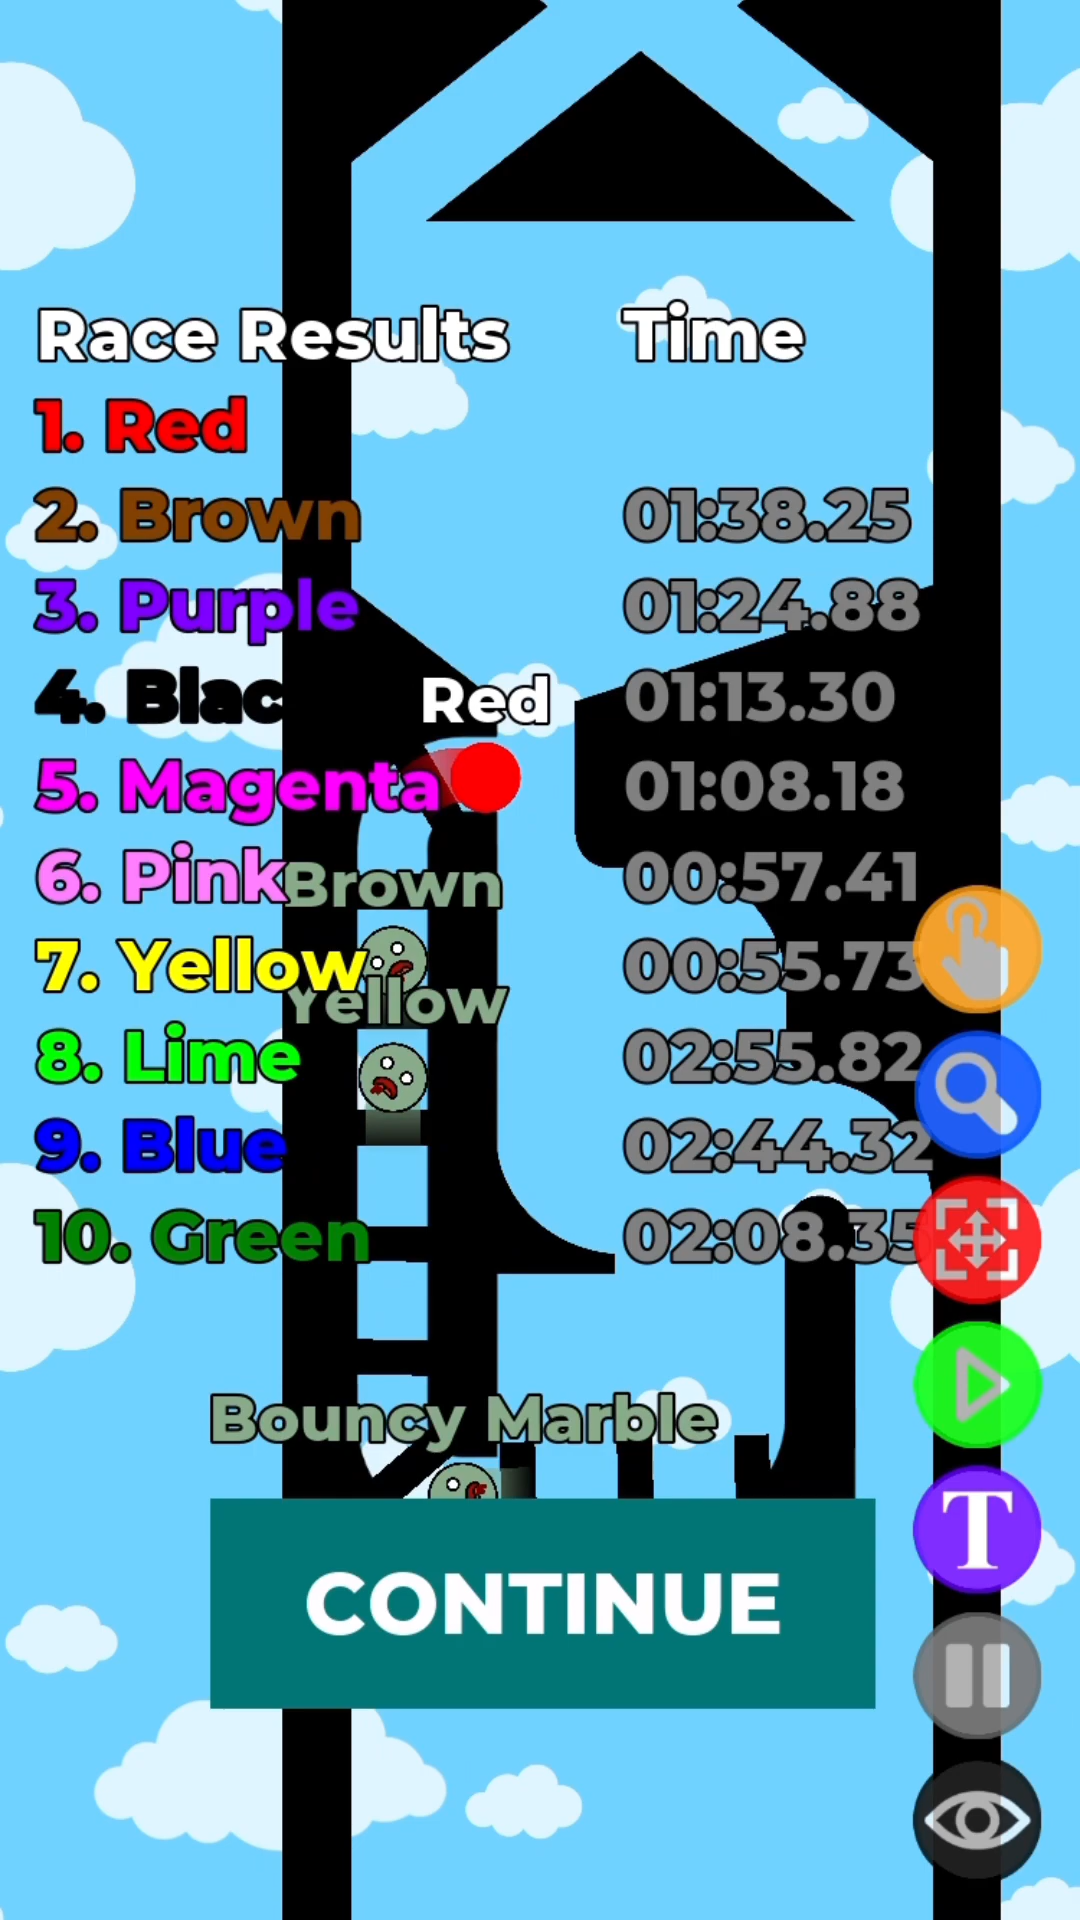 Race Results Time
1. Red
2. Brown 01:38.25
3. Purple 01:24.88
4. Blac 01:13.30
Red
5. Magenta 01:08.18
6. Pink 00:57.41
Brown
7. Yellow 00:55.73
Yellow
8. Lime 02:55.82
9. Blue 02:44.32
10. Green 02:08.35
Bouncy Marble
CONTINUE
T